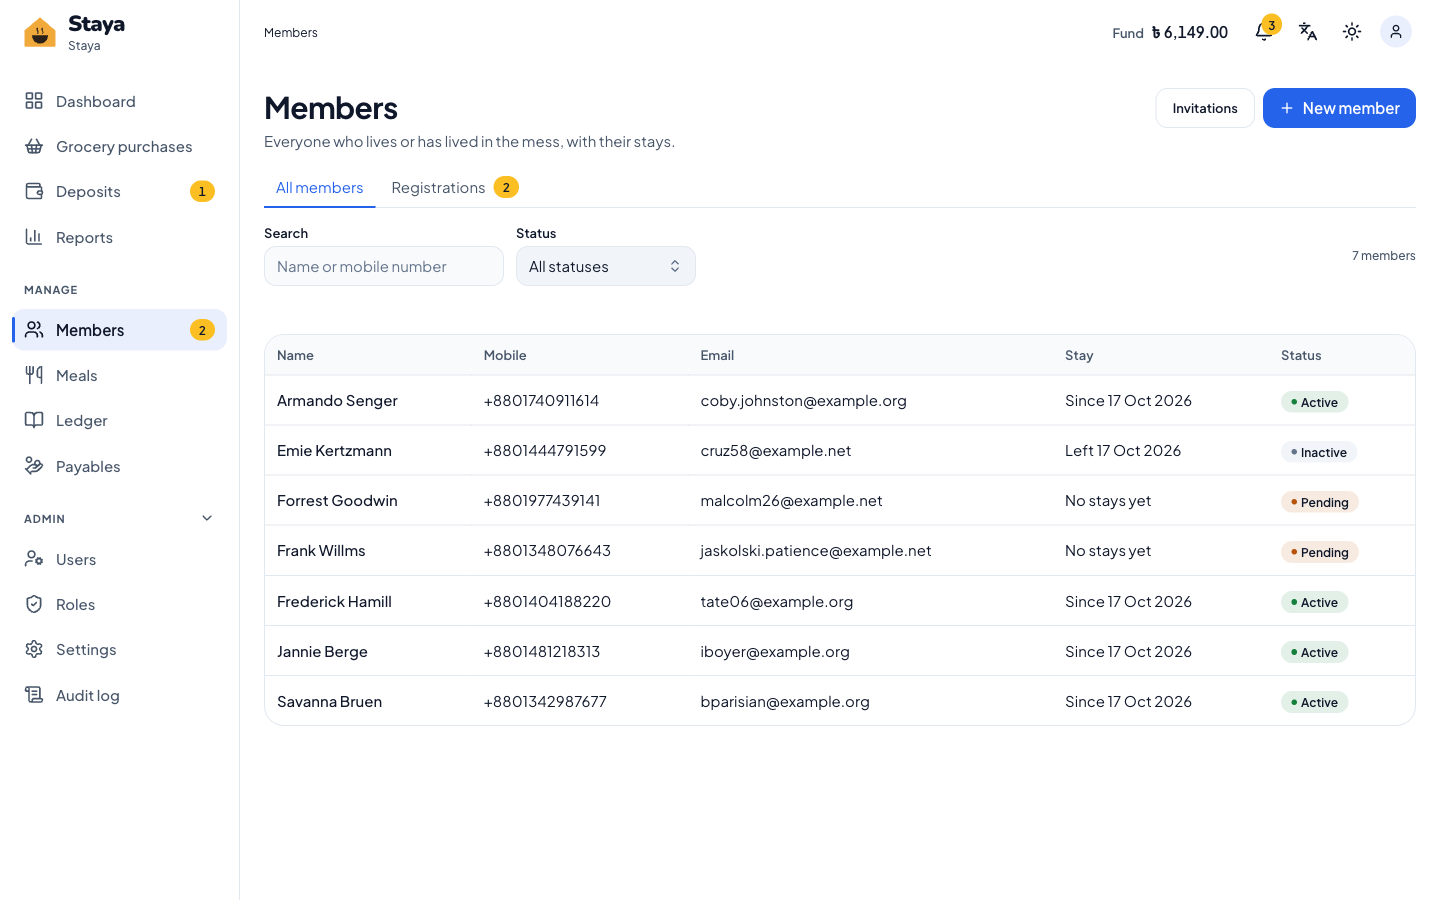 Staya
Staya
Dashboard
Grocery purchases
Deposits 1
Reports
MANAGE
Members 2
Meals
Ledger
Payables
ADMIN
Users
Roles
Settings
Audit log
Members
Fund ৳ 6,149.00
3
Members
Everyone who lives or has lived in the mess, with their stays.
Invitations
New member
All members
Registrations 2
Search
Name or mobile number
Status
All statuses
7 members
Name Mobile Email Stay Status
Armando Senger +8801740911614 coby.johnston@example.org Since 17 Oct 2026 Active
Emie Kertzmann +8801444791599 cruz58@example.net Left 17 Oct 2026 Inactive
Forrest Goodwin +8801977439141 malcolm26@example.net No stays yet Pending
Frank Willms +8801348076643 jaskolski.patience@example.net No stays yet Pending
Frederick Hamill +8801404188220 tate06@example.org Since 17 Oct 2026 Active
Jannie Berge +8801481218313 iboyer@example.org Since 17 Oct 2026 Active
Savanna Bruen +8801342987677 bparisian@example.org Since 17 Oct 2026 Active